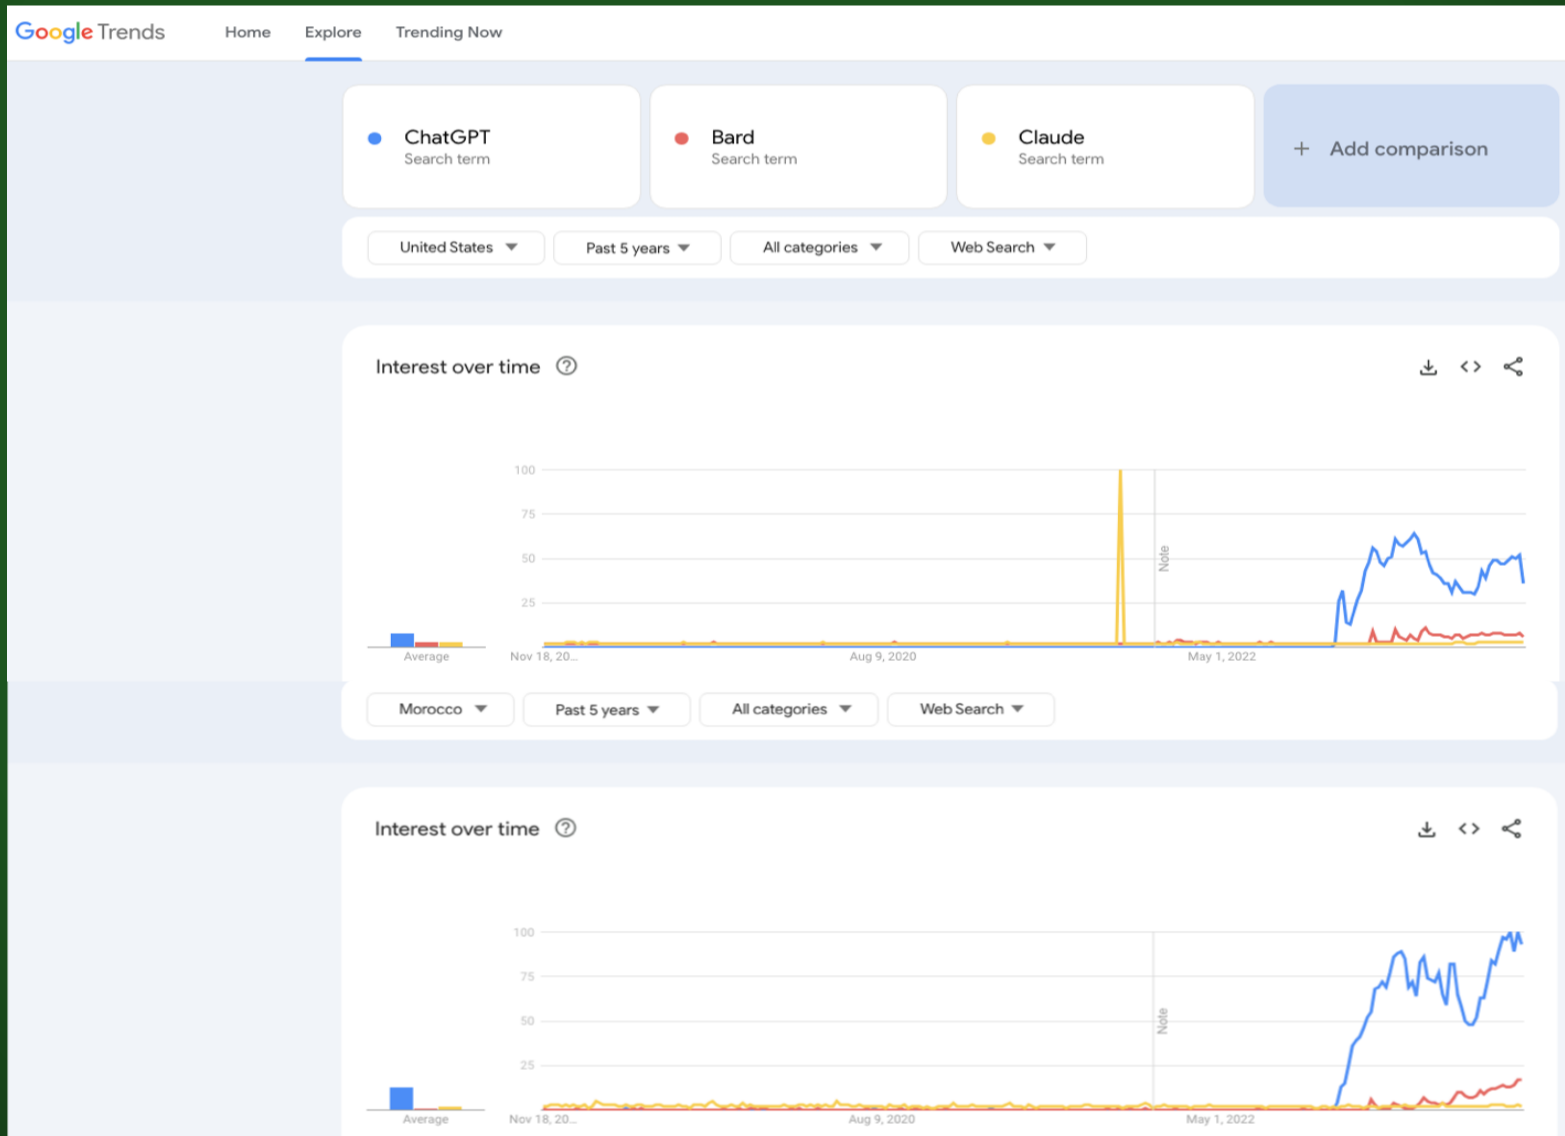 Google Trends Home Explore Trending Now
ChatGPT
Search term
Bard
Search term
Claude
Search term
+ Add comparison
United States Past 5 years All categories Web Search
Interest over time ?
100
75
50
25
Note
Average
Nov 18, 20... Aug 9, 2020 May 1, 2022
Morocco Past 5 years All categories Web Search
Interest over time ?
100
75
50
25
Note
Average
Nov 18, 20... Aug 9, 2020 May 1, 2022